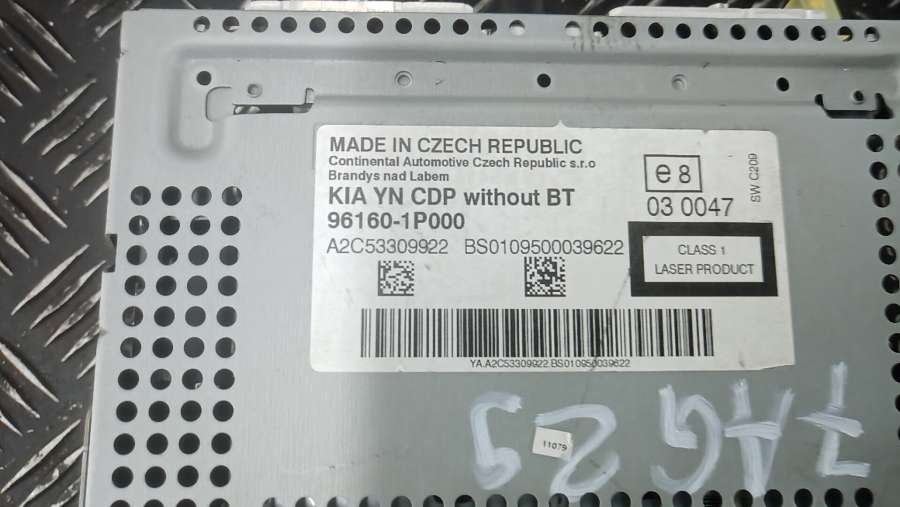 MADE IN CZECH REPUBLIC
Continental Automotive Czech Republic s.r.o
Brandys nad Labem
KIA YN CDP without BT
96160-1P000
A2C53309922 BS0109500039622
e8
03 0047
SW C209
CLASS 1
LASER PRODUCT
YA.A2C53309922.BS010950039622
11079